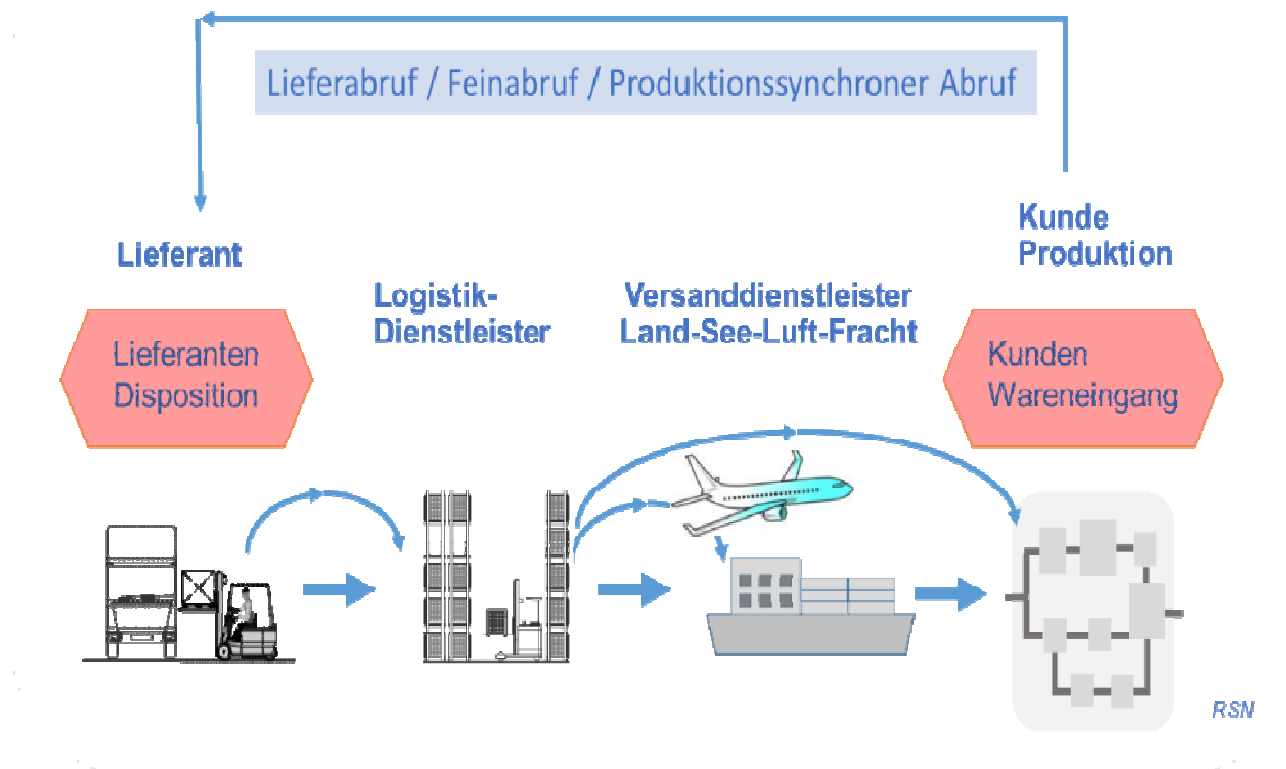 Lieferabruf / Feinabruf / Produktionssynchroner Abruf
Lieferant
Kunde
Produktion
Logistik-
Dienstleister
Versanddienstleister
Land-See-Luft-Fracht
Lieferanten
Disposition
Kunden
Wareneingang
RSN